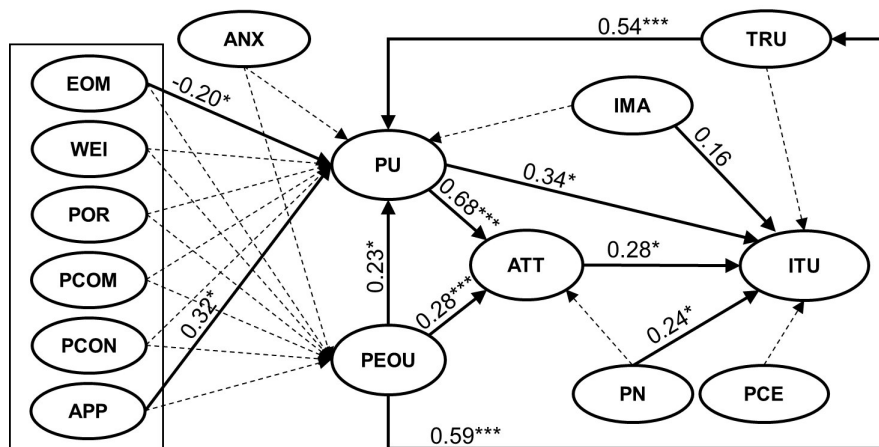 ANX
0.54***
TRU
EOM
-0.20*
IMA
WEI
PU
0.16
0.34*
POR
0.68***
PCOM
0.23*
ATT
0.28*
ITU
0.32*
0.28***
PCON
0.24*
PEOU
PN
PCE
APP
0.59***